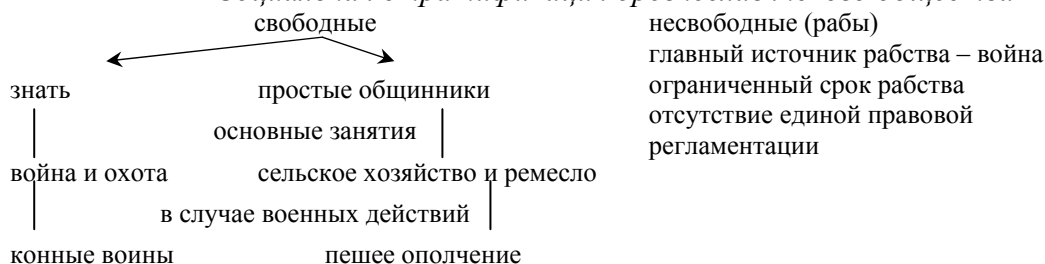 свободные
несвободные (рабы)
главный источник рабства – война
знать простые общинники
ограниченный срок рабства
основные занятия
отсутствие единой правовой
регламентации
война и охота сельское хозяйство и ремесло
в случае военных действий
конные воины пешее ополчение